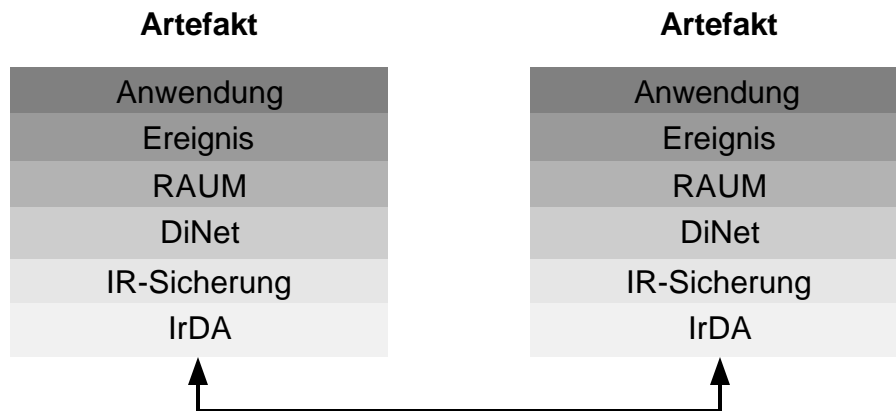 Artefakt
Anwendung
Ereignis
RAUM
DiNet
IR-Sicherung
IrDA
Artefakt
Anwendung
Ereignis
RAUM
DiNet
IR-Sicherung
IrDA